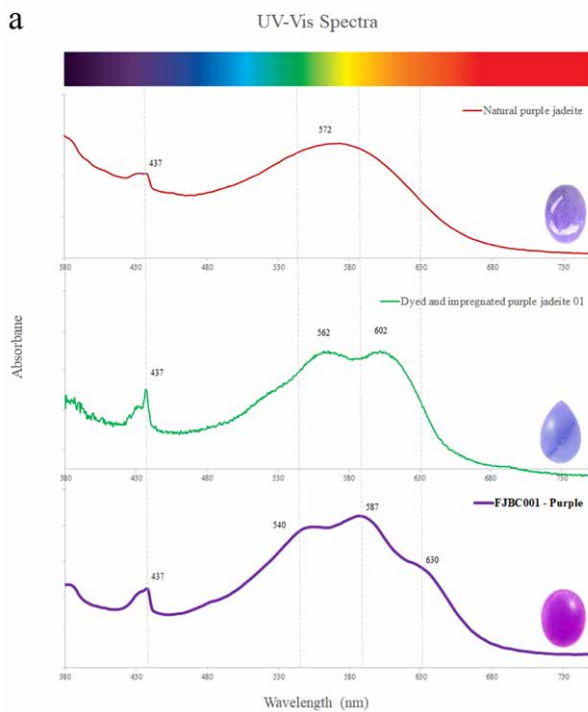 a
UV-Vis Spectra
Natural purple jadeite
437
572
380 430 480 530 580 630 680 730
Absorbane
Dyed and impregnated purple jadeite 01
437
562
602
380 430 480 530 580 630 680 730
FJBC001 - Purple
437
540
587
630
380 430 480 530 580 630 680 730
Wavelength (nm)